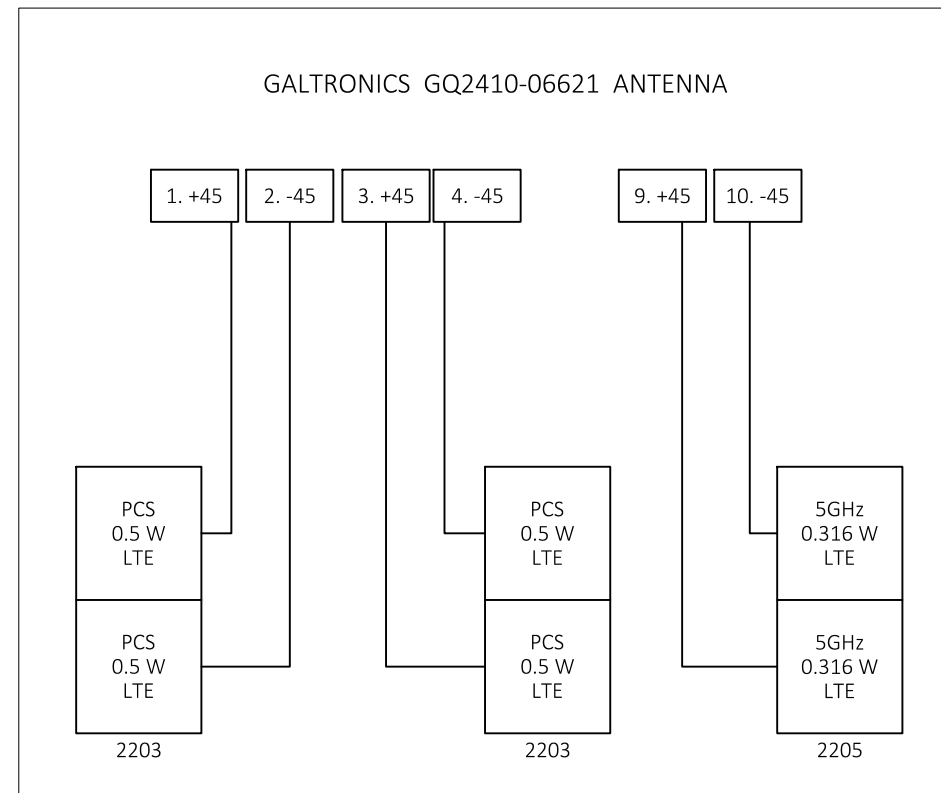 GALTRONICS GQ2410-06621 ANTENNA
1. +45
2. -45
3. +45
4. -45
9. +45
10. -45
PCS
0.5 W
LTE
PCS
0.5 W
LTE
2203
PCS
0.5 W
LTE
PCS
0.5 W
LTE
2203
5GHz
0.316 W
LTE
5GHz
0.316 W
LTE
2205